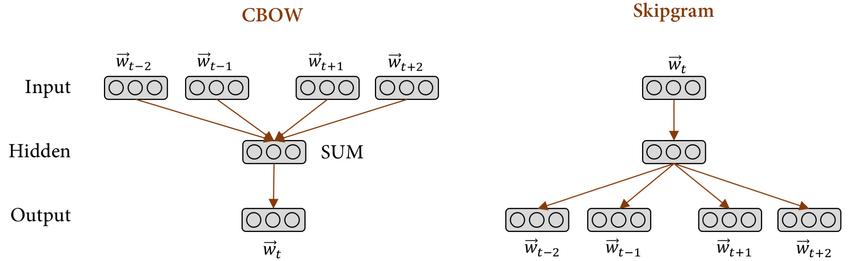 CBOW
Skipgram
Input
w⃗ₜ₋₂ w⃗ₜ₋₁ w⃗ₜ₊₁ w⃗ₜ₊₂
w⃗ₜ
Hidden
SUM
Output
w⃗ₜ
w⃗ₜ₋₂ w⃗ₜ₋₁ w⃗ₜ₊₁ w⃗ₜ₊₂